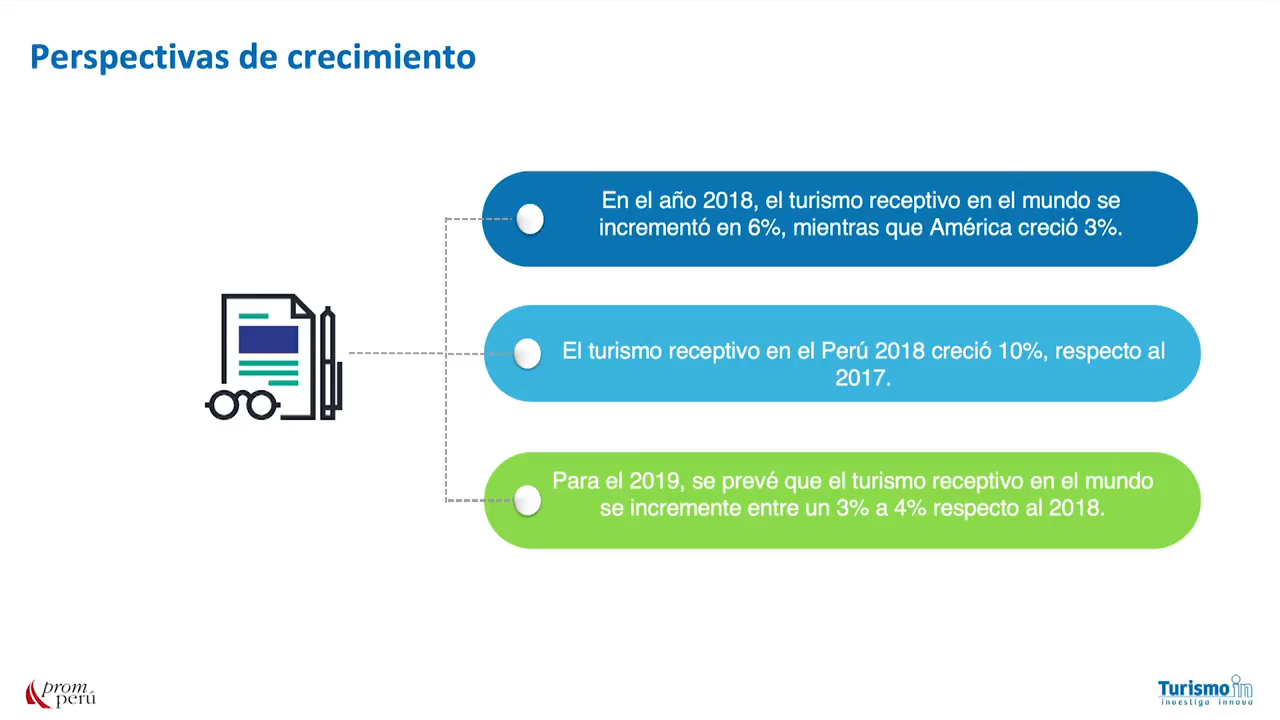 Perspectivas de crecimiento
En el año 2018, el turismo receptivo en el mundo se
incrementó en 6%, mientras que América creció 3%.
El turismo receptivo en el Perú 2018 creció 10%, respecto al
2017.
Para el 2019, se prevé que el turismo receptivo en el mundo
se incremente entre un 3% a 4% respecto al 2018.
prom
perú
Turismo in
investiga innova